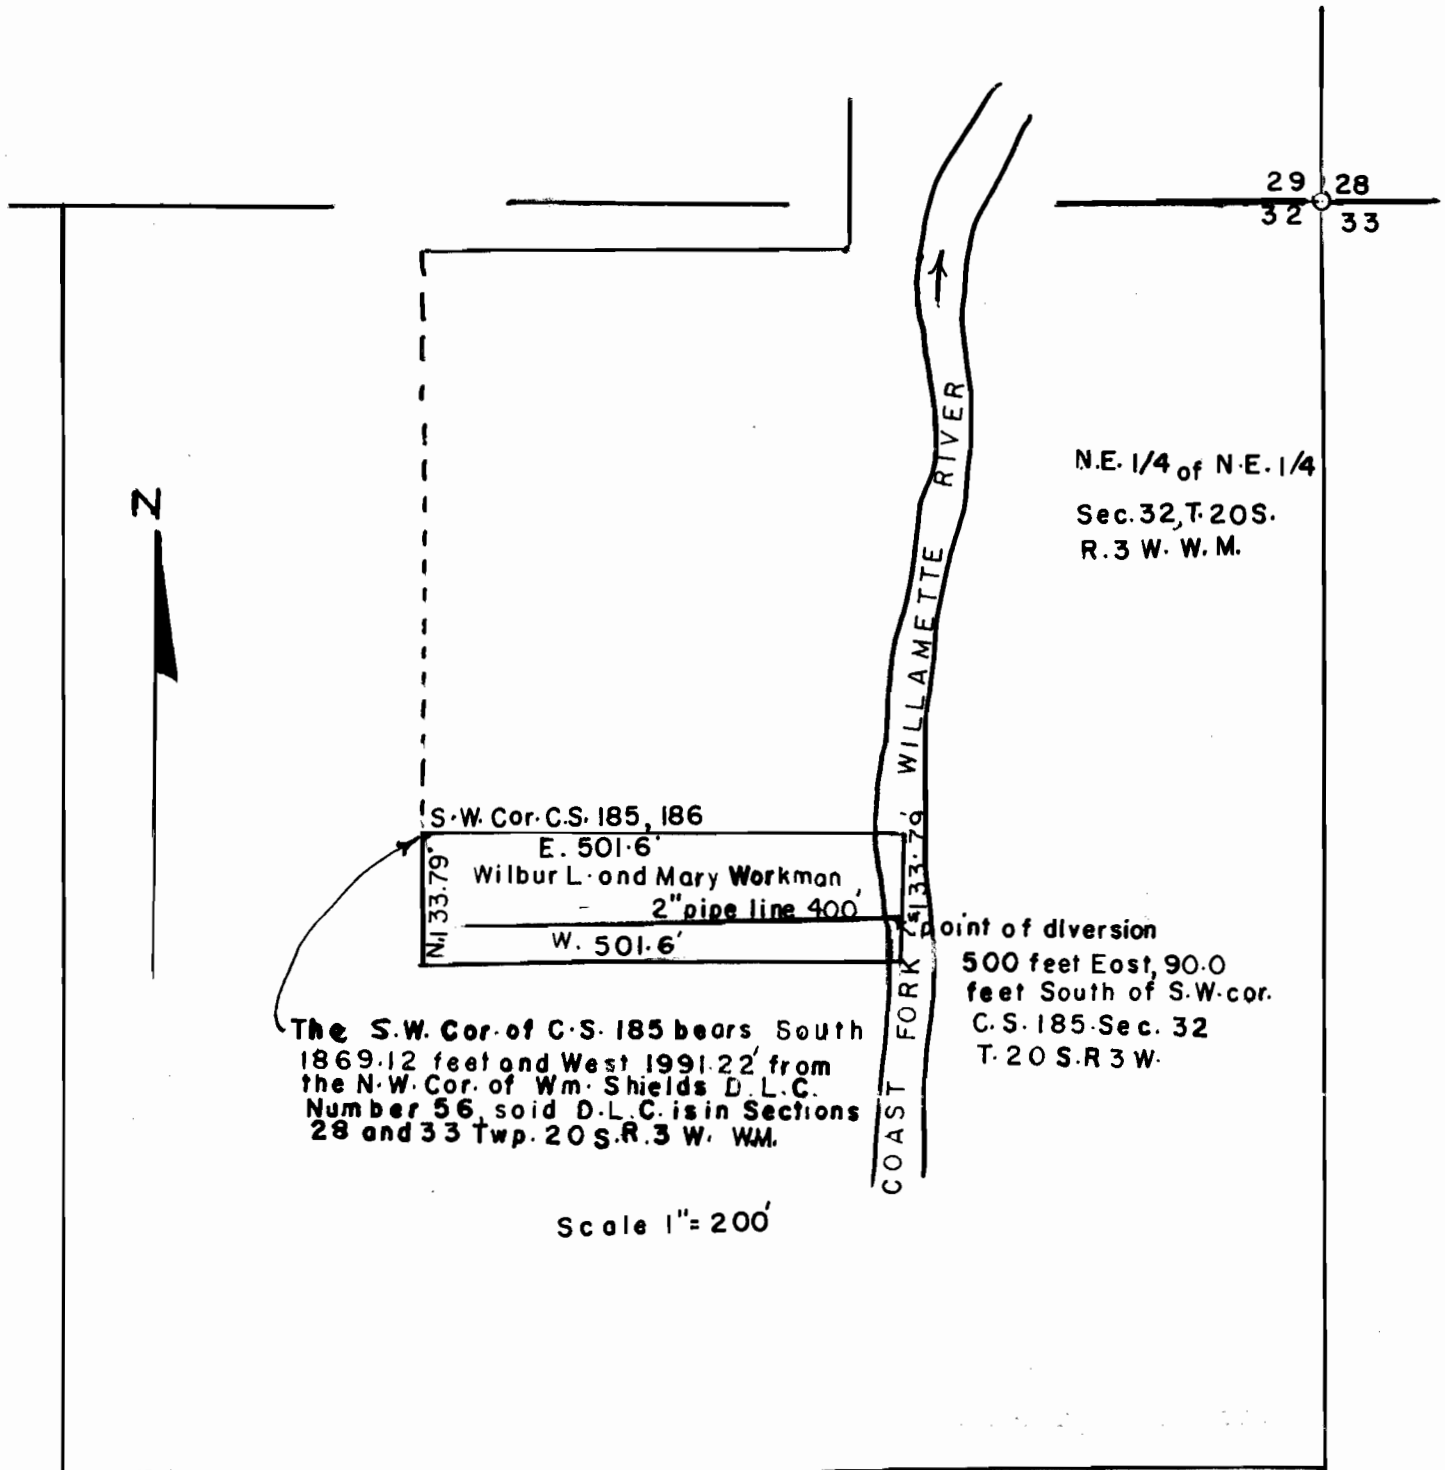 29 28
32 33
N
N.E. 1/4 of N.E. 1/4
Sec. 32, T. 20 S.
R. 3 W. W. M.
COAST FORK WILLAMETTE RIVER
S.W. Cor. C.S. 185, 186
E. 501.6'
N. 133.79'
Wilbur L. and Mary Workman
2" pipe line 400'
W. 501.6'
S 133.79'
point of diversion
500 feet East, 90.0
feet South of S.W. cor.
C.S. 185 Sec. 32
T. 20 S. R 3 W.
The S.W. Cor. of C.S. 185 bears South
1869.12 feet and West 1991.22' from
the N.W. Cor. of Wm. Shields D.L.C.
Number 56, said D.L.C. is in Sections
28 and 33 Twp. 20 S. R. 3 W. W.M.
Scale 1" = 200'